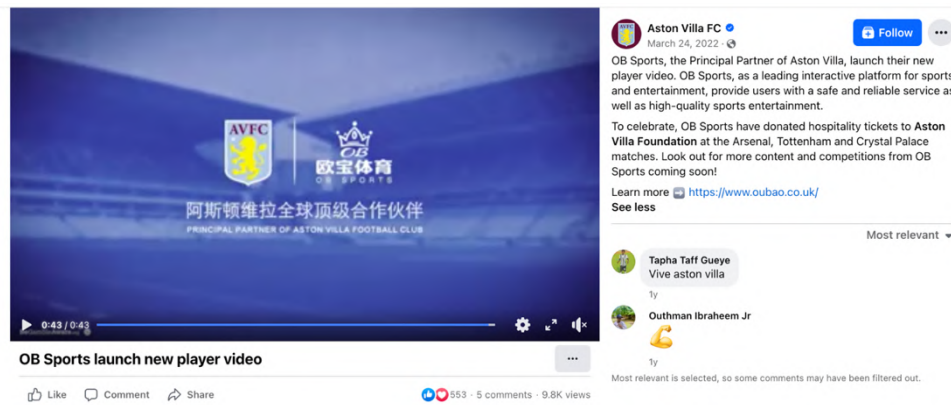 AVFC
OB
欧宝体育
OB SPORTS
阿斯顿维拉全球顶级合作伙伴
PRINCIPAL PARTNER OF ASTON VILLA FOOTBALL CLUB
0:43 / 0:43
OB Sports launch new player video
...
Like
Comment
Share
553 · 5 comments · 9.8K views
Aston Villa FC
March 24, 2022 ·
Follow
...
OB Sports, the Principal Partner of Aston Villa, launch their new
player video. OB Sports, as a leading interactive platform for sports
and entertainment, provide users with a safe and reliable service as
well as high-quality sports entertainment.
To celebrate, OB Sports have donated hospitality tickets to Aston
Villa Foundation at the Arsenal, Tottenham and Crystal Palace
matches. Look out for more content and competitions from OB
Sports coming soon!
Learn more ➡️ https://www.oubao.co.uk/
See less
Most relevant
Tapha Taff Gueye
Vive aston villa
1y
Outhman Ibraheem Jr
💪
1y
Most relevant is selected, so some comments may have been filtered out.